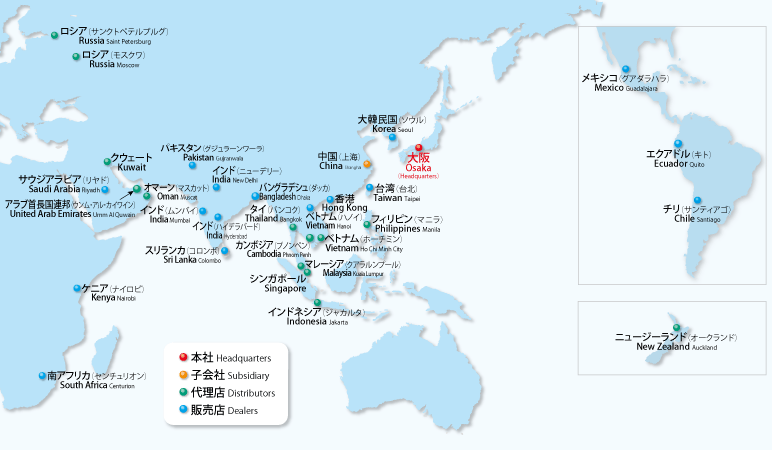 ロシア（サンクトペテルブルグ）
Russia Saint Petersburg
ロシア（モスクワ）
Russia Moscow
大韓民国（ソウル）
Korea Seoul
メキシコ（グアダラハラ）
Mexico Guadalajara
パキスタン（グジュラーンワーラ）
Pakistan Gujranwala
中国（上海）
China Shanghai
大阪
Osaka
(Headquarters)
クウェート
Kuwait
インド（ニューデリー）
India New Delhi
エクアドル（キト）
Ecuador Quito
サウジアラビア（リヤド）
Saudi Arabia Riyadh
オマーン（マスカット）
Oman Muscat
バングラデシュ（ダッカ）
Bangladesh Dhaka
台湾（台北）
Taiwan Taipei
香港
Hong Kong
アラブ首長国連邦（ウンム・アル・カイワイン）
United Arab Emirates Umm Al Quwain
インド（ムンバイ）
India Mumbai
タイ（バンコク）
Thailand Bangkok
チリ（サンティアゴ）
Chile Santiago
インド（ハイデラバード）
India Hyderabad
ベトナム（ハノイ）
Vietnam Hanoi
フィリピン（マニラ）
Philippines Manila
スリランカ（コロンボ）
Sri Lanka Colombo
カンボジア（プノンペン）
Cambodia Phnom Penh
ベトナム（ホーチミン）
Vietnam Ho Chi Minh City
マレーシア（クアラルンプール）
Malaysia Kuala Lumpur
シンガポール
Singapore
ケニア（ナイロビ）
Kenya Nairobi
インドネシア（ジャカルタ）
Indonesia Jakarta
ニュージーランド（オークランド）
New Zealand Auckland
南アフリカ（センチュリオン）
South Africa Centurion
本社 Headquarters
子会社 Subsidiary
代理店 Distributors
販売店 Dealers